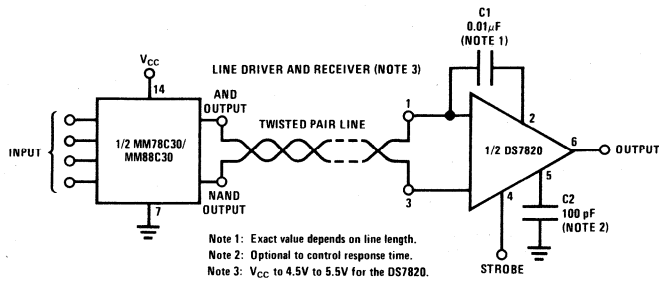 C1
0.01μF
(NOTE 1)
VCC
14
LINE DRIVER AND RECEIVER (NOTE 3)
AND
OUTPUT
TWISTED PAIR LINE
1
2
INPUT
1/2 MM78C30/
MM88C30
1/2 DS7820
6
OUTPUT
5
NAND
OUTPUT
7
3
4
C2
100 pF
(NOTE 2)
STROBE
Note 1: Exact value depends on line length.
Note 2: Optional to control response time.
Note 3: VCC to 4.5V to 5.5V for the DS7820.